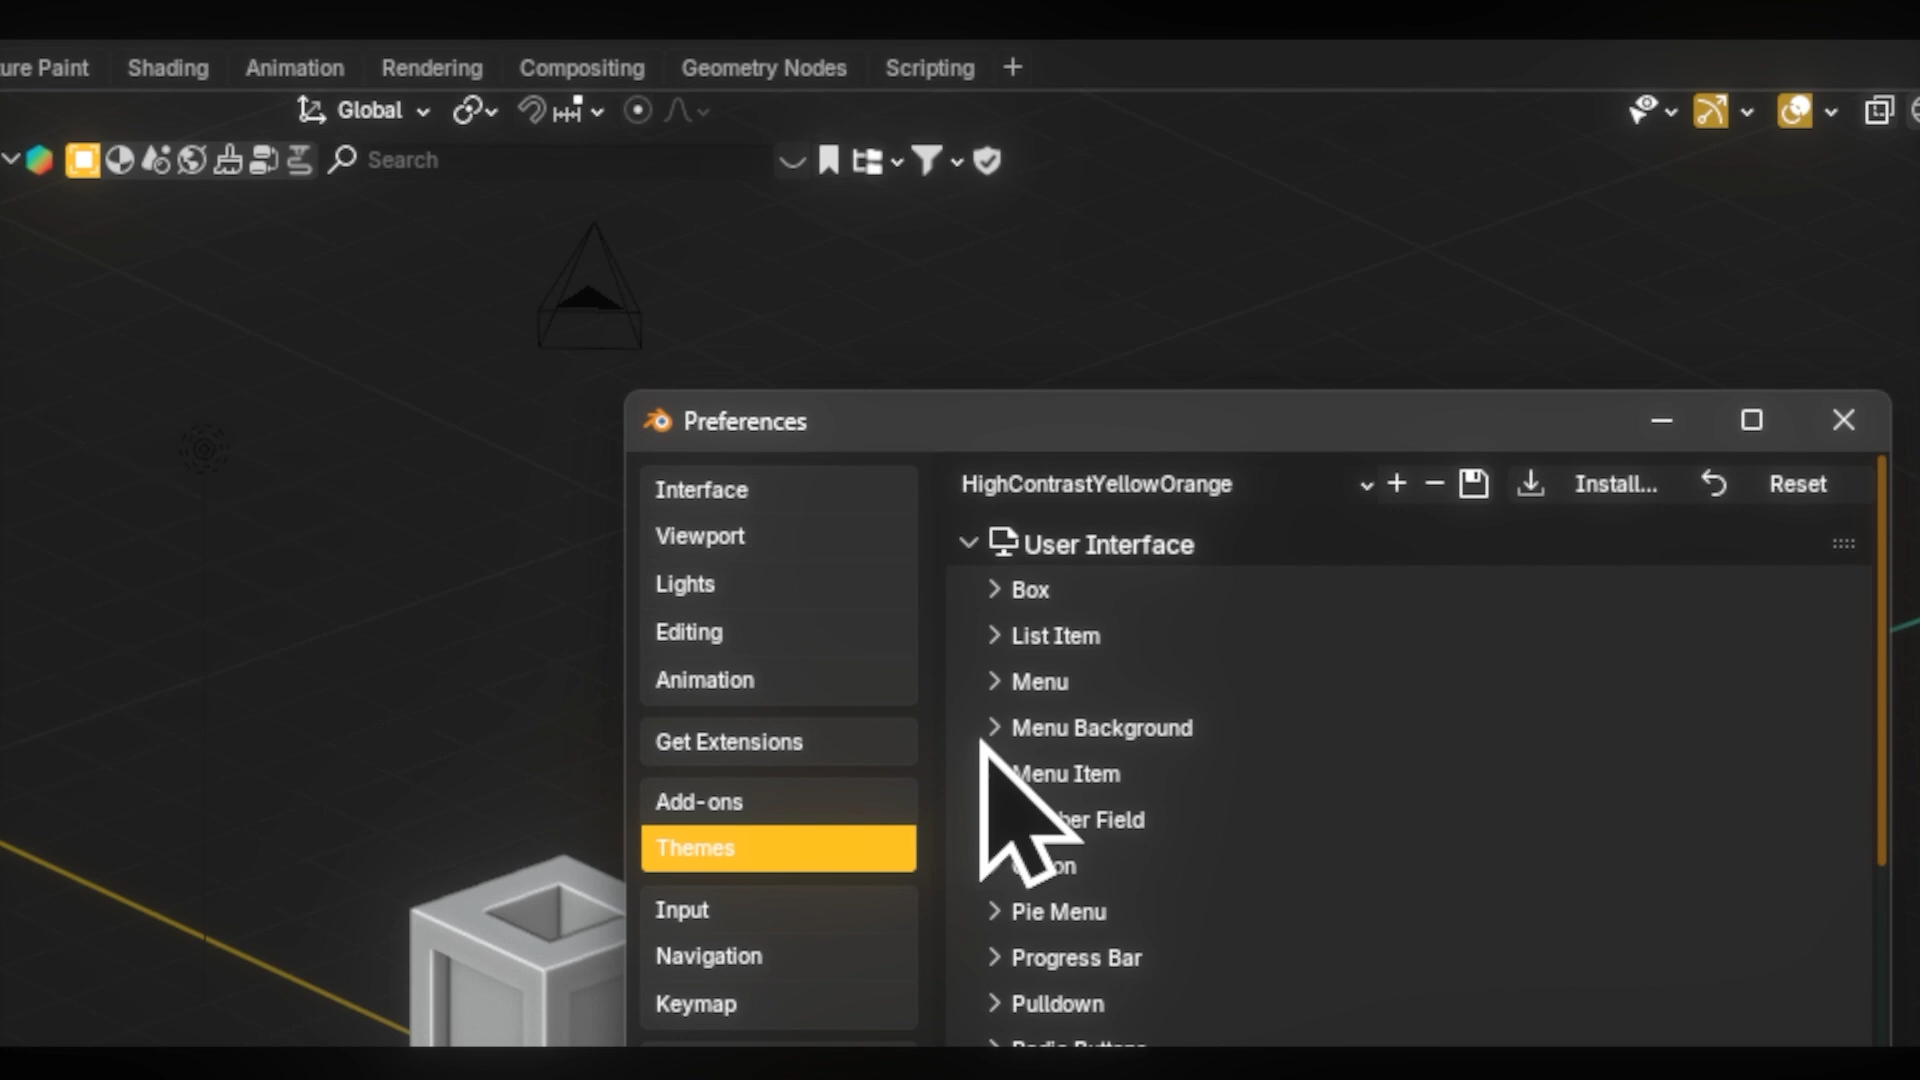 ure Paint Shading Animation Rendering Compositing Geometry Nodes Scripting +
Global
Search
Preferences
HighContrastYellowOrange Install... Reset
Interface
Viewport
Lights
Editing
Animation
Get Extensions
Add-ons
Themes
Input
Navigation
Keymap
User Interface
Box
List Item
Menu
Menu Background
Menu Item
ber Field
on
Pie Menu
Progress Bar
Pulldown